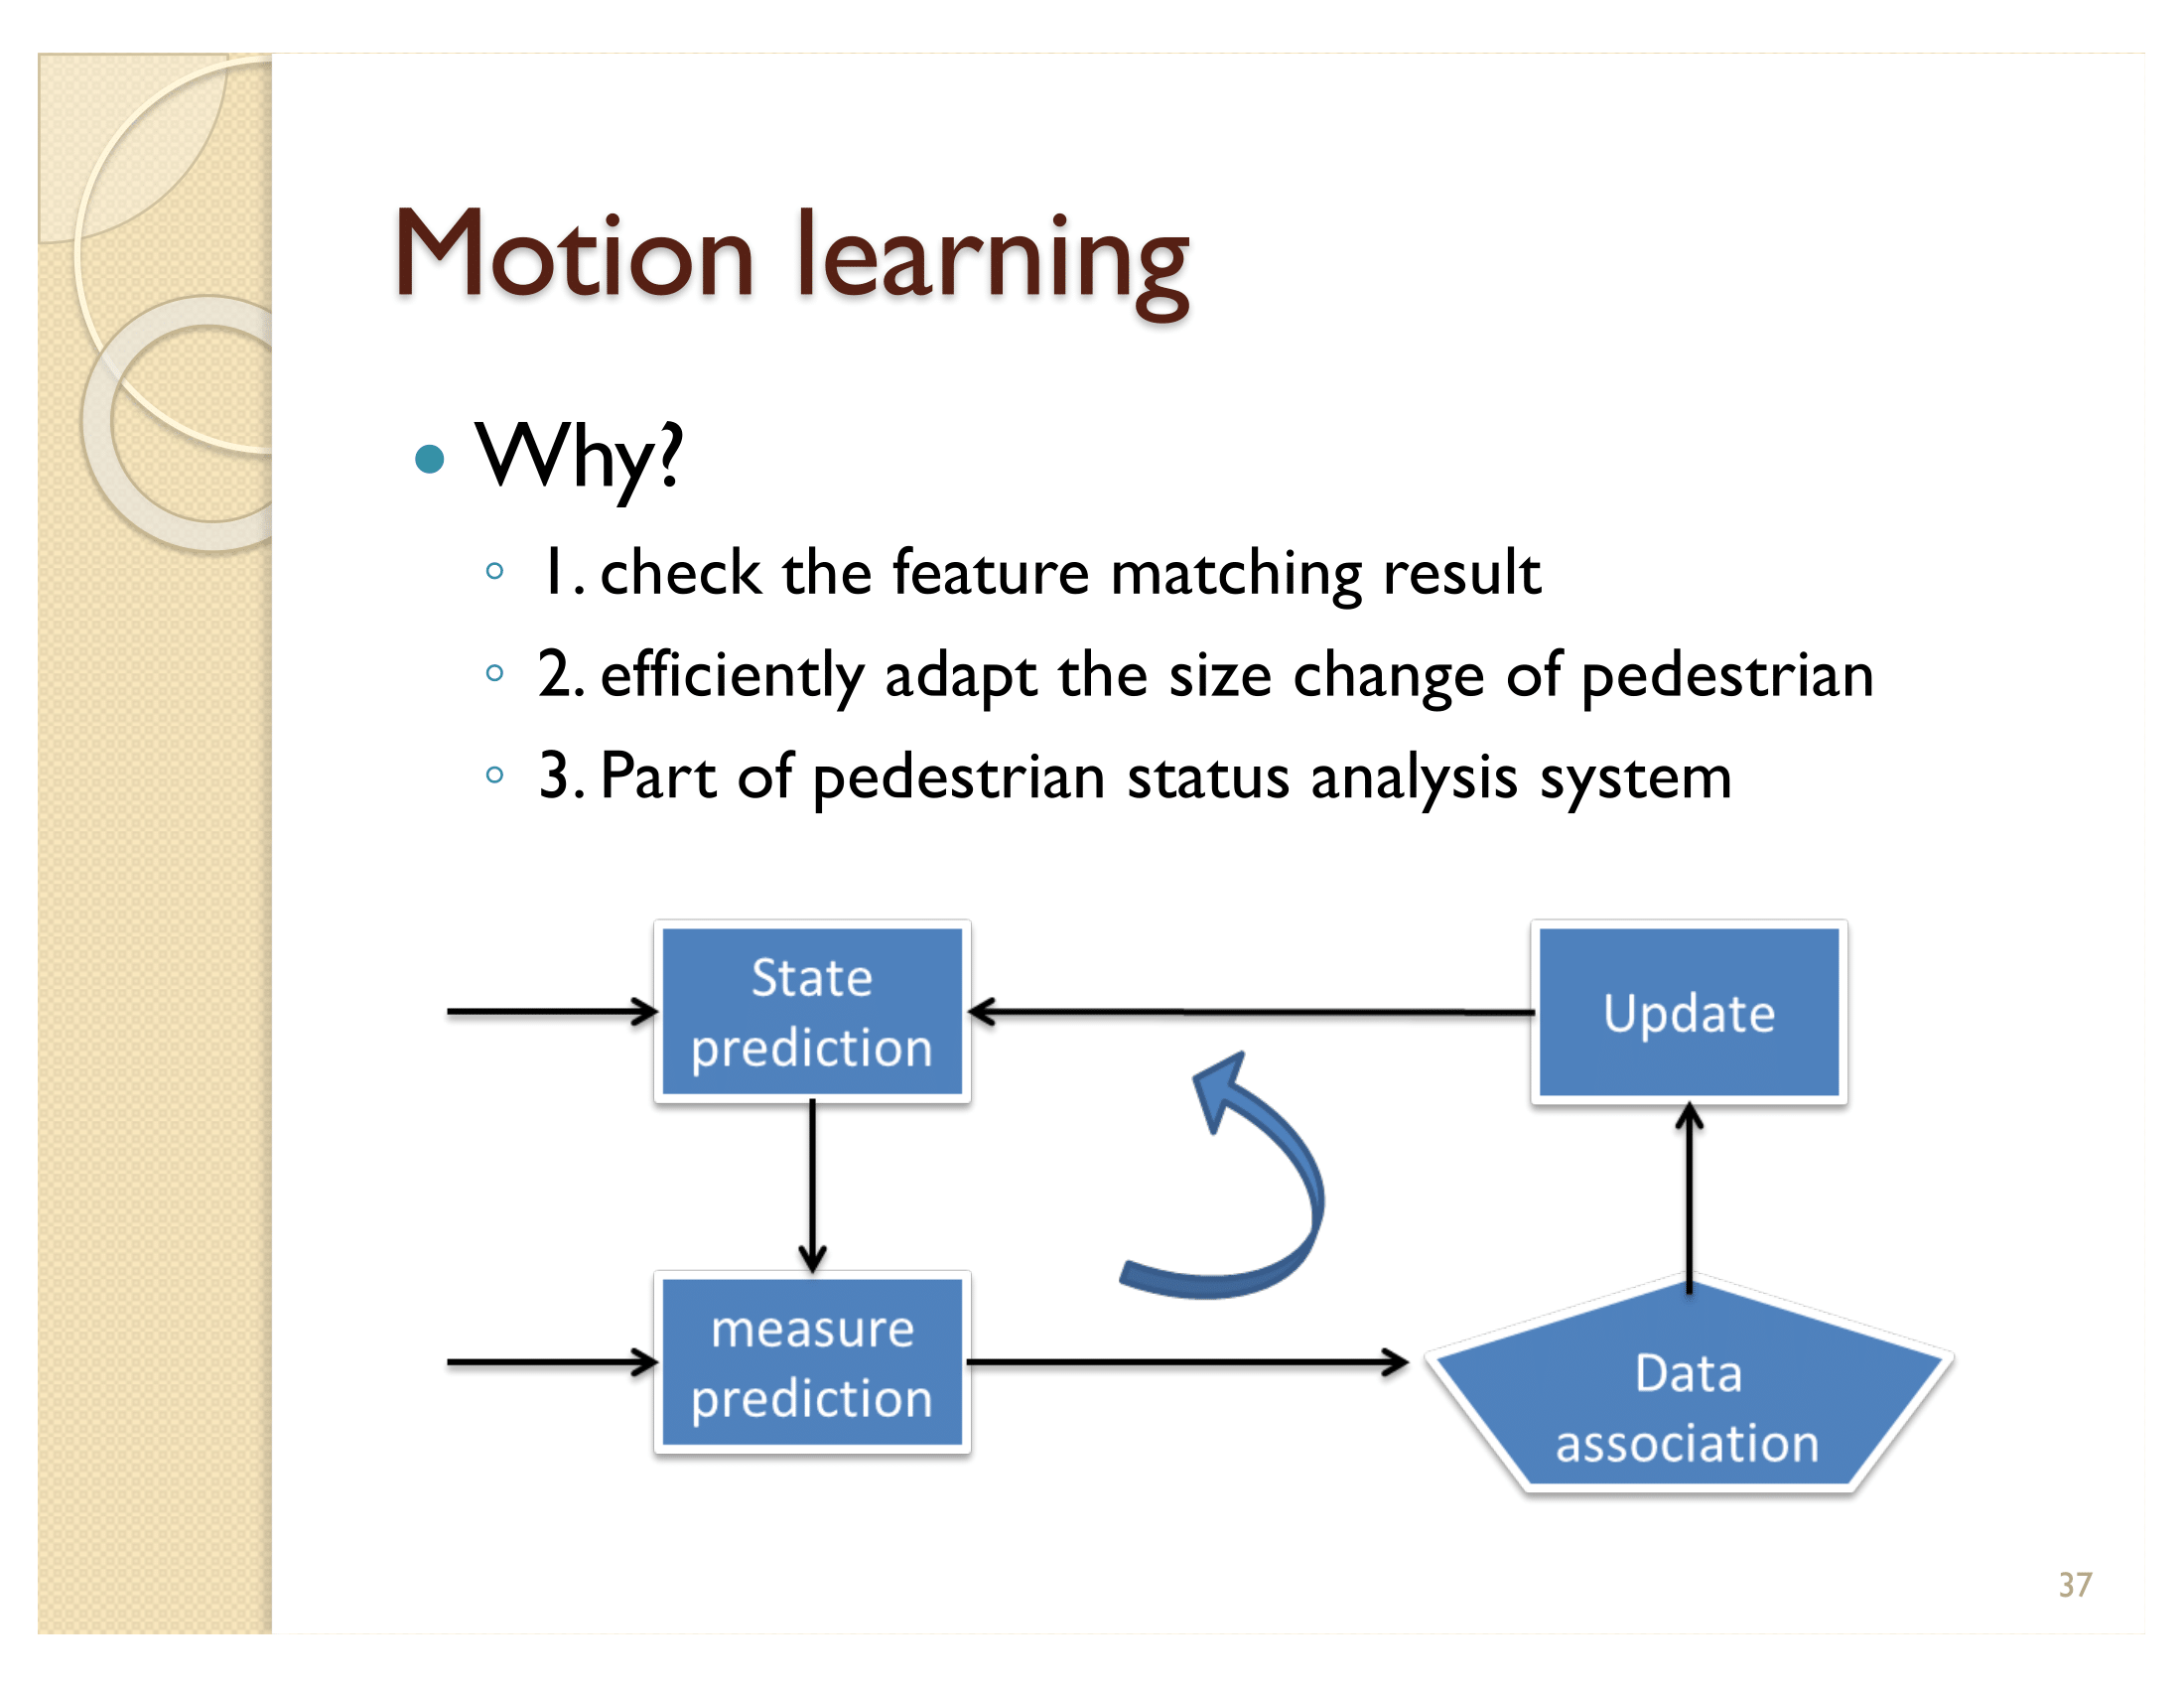 Motion learning
Why?
1. check the feature matching result
2. efficiently adapt the size change of pedestrian
3. Part of pedestrian status analysis system
State
prediction
Update
measure
prediction
Data
association
37